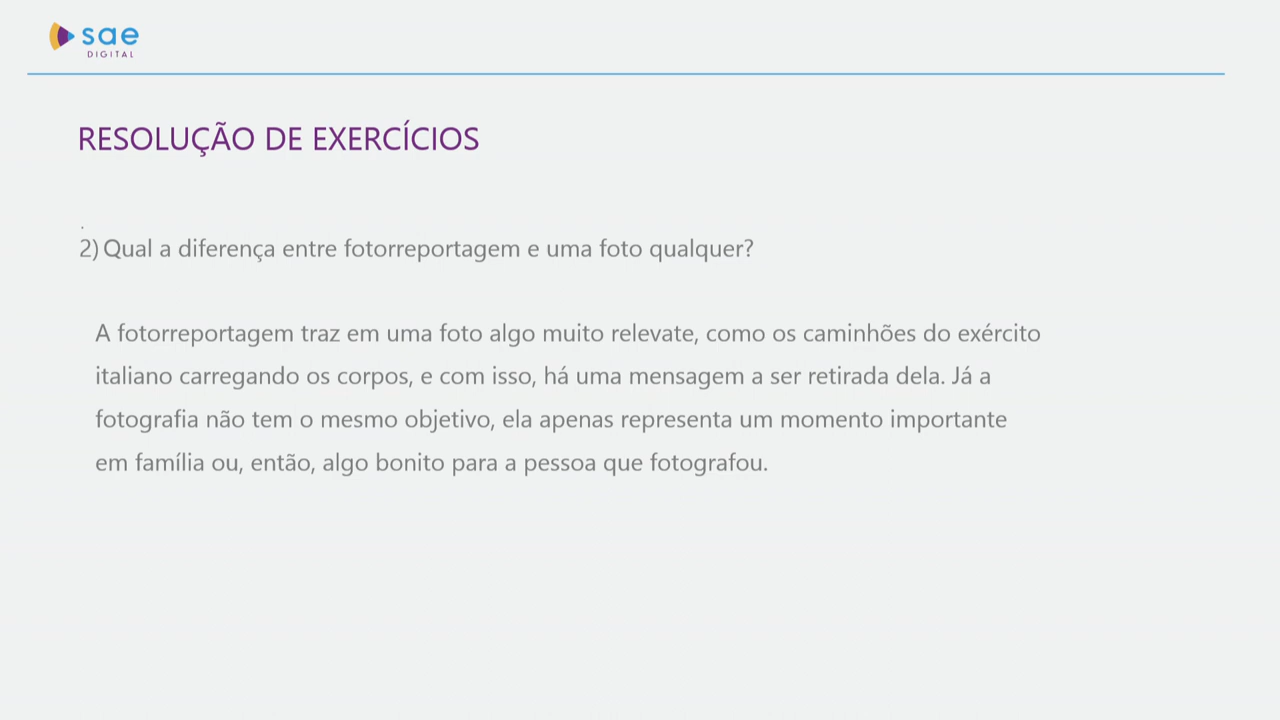 sae
DIGITAL
RESOLUÇÃO DE EXERCÍCIOS
2) Qual a diferença entre fotorreportagem e uma foto qualquer?
A fotorreportagem traz em uma foto algo muito relevate, como os caminhões do exército
italiano carregando os corpos, e com isso, há uma mensagem a ser retirada dela. Já a
fotografia não tem o mesmo objetivo, ela apenas representa um momento importante
em família ou, então, algo bonito para a pessoa que fotografou.